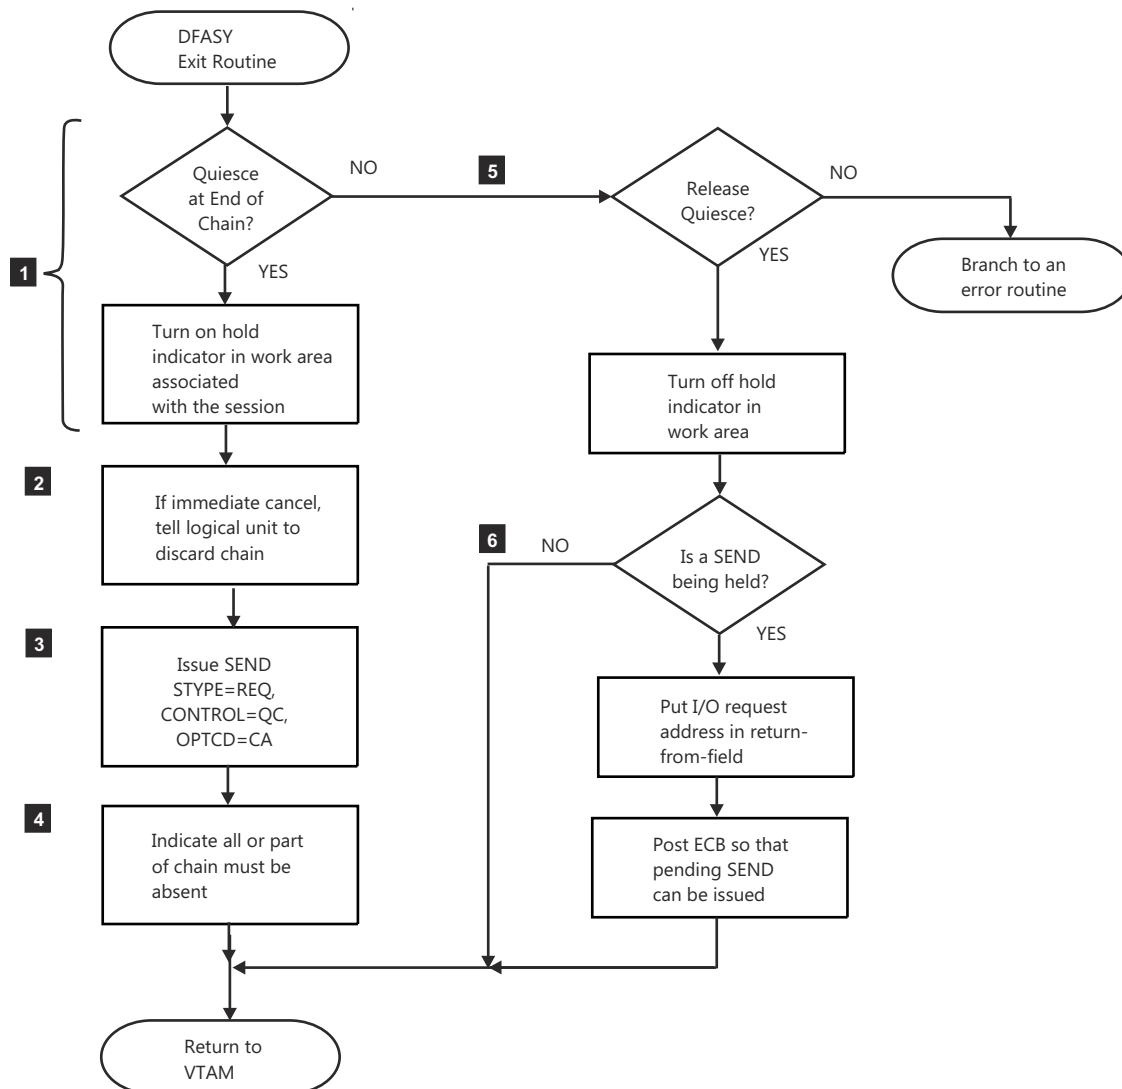 DFASY
Exit Routine
1
Quiesce
at End of
Chain?
NO
YES
Turn on hold
indicator in work area
associated
with the session
2
If immediate cancel,
tell logical unit to
discard chain
3
Issue SEND
STYPE=REQ,
CONTROL=QC,
OPTCD=CA
4
Indicate all or part
of chain must be
absent
Return to
VTAM
5
Release
Quiesce?
NO
YES
Branch to an
error routine
Turn off hold
indicator in
work area
6
NO
Is a SEND
being held?
YES
Put I/O request
address in return-
from-field
Post ECB so that
pending SEND
can be issued